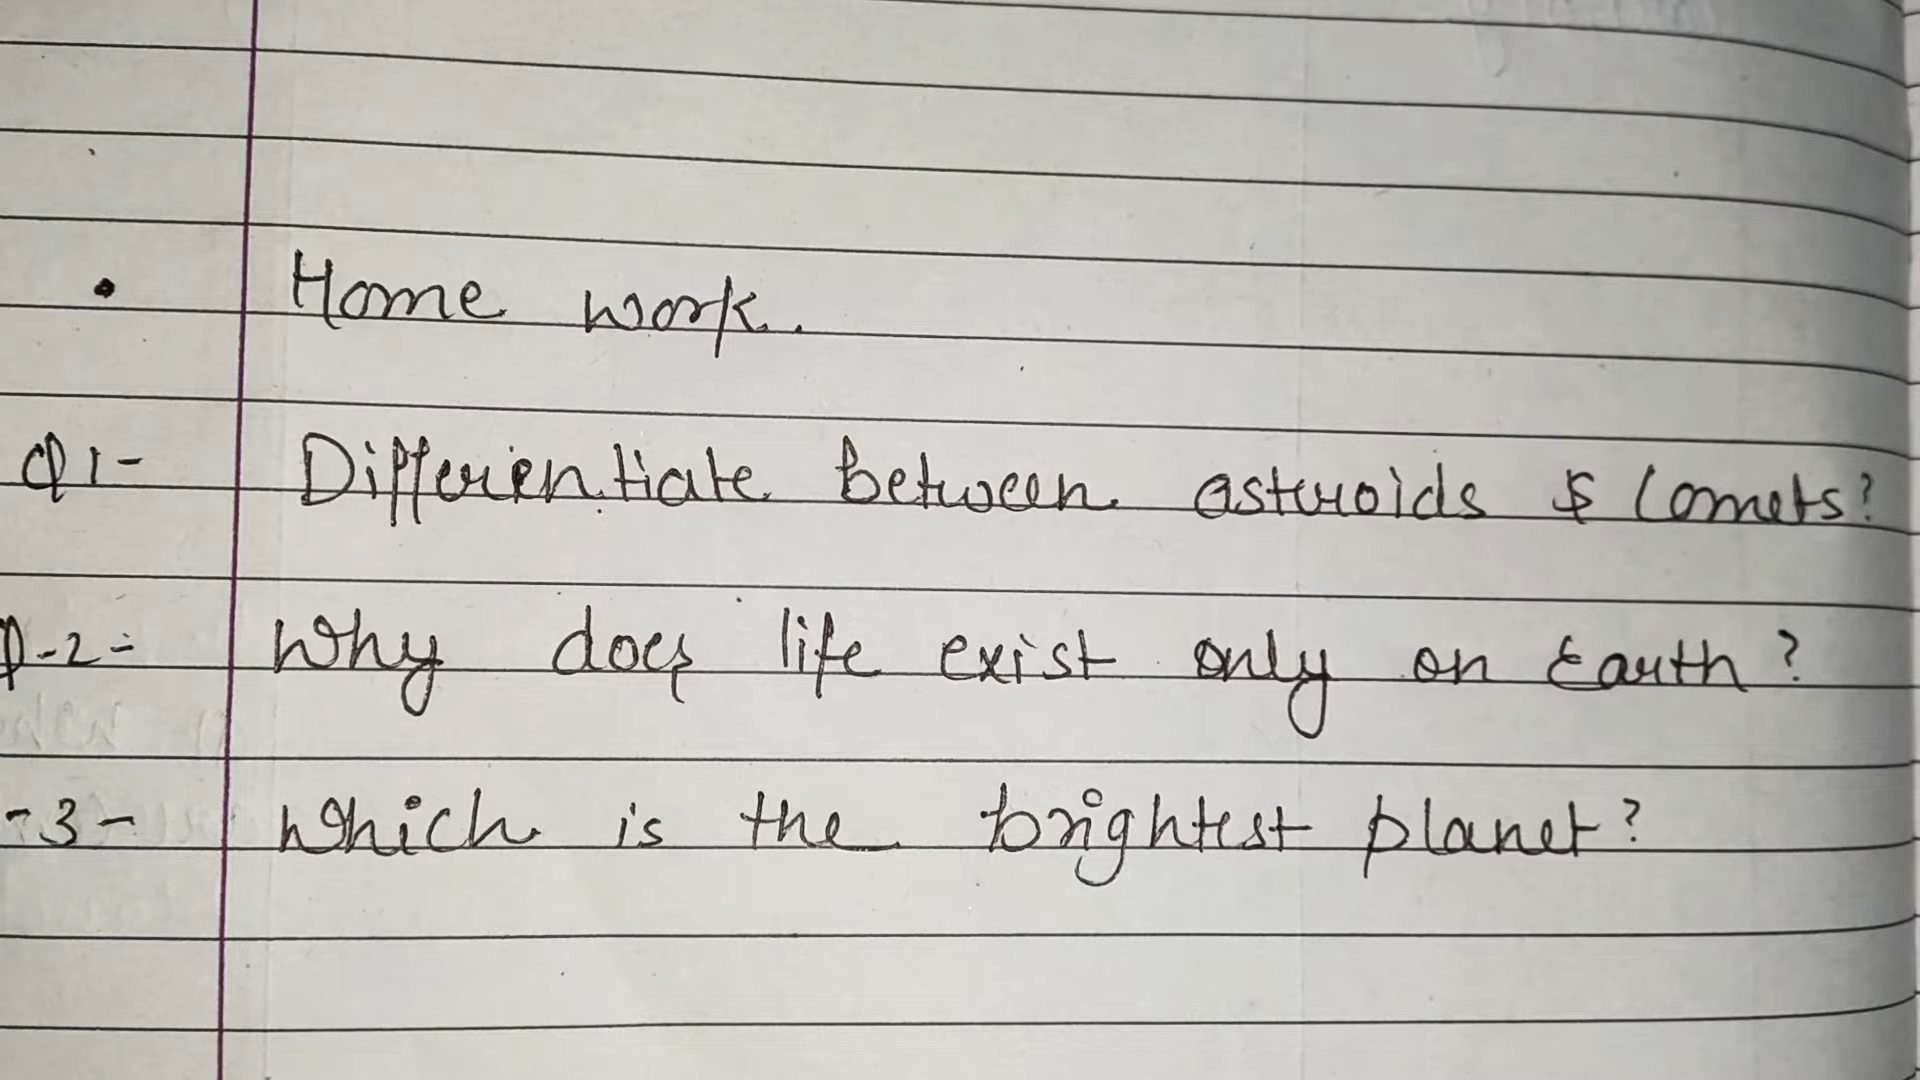 Home work.
Q1- Differentiate between asteroids & Comets?
Q-2- Why does life exist only on Earth?
-3- Which is the brightest planet?